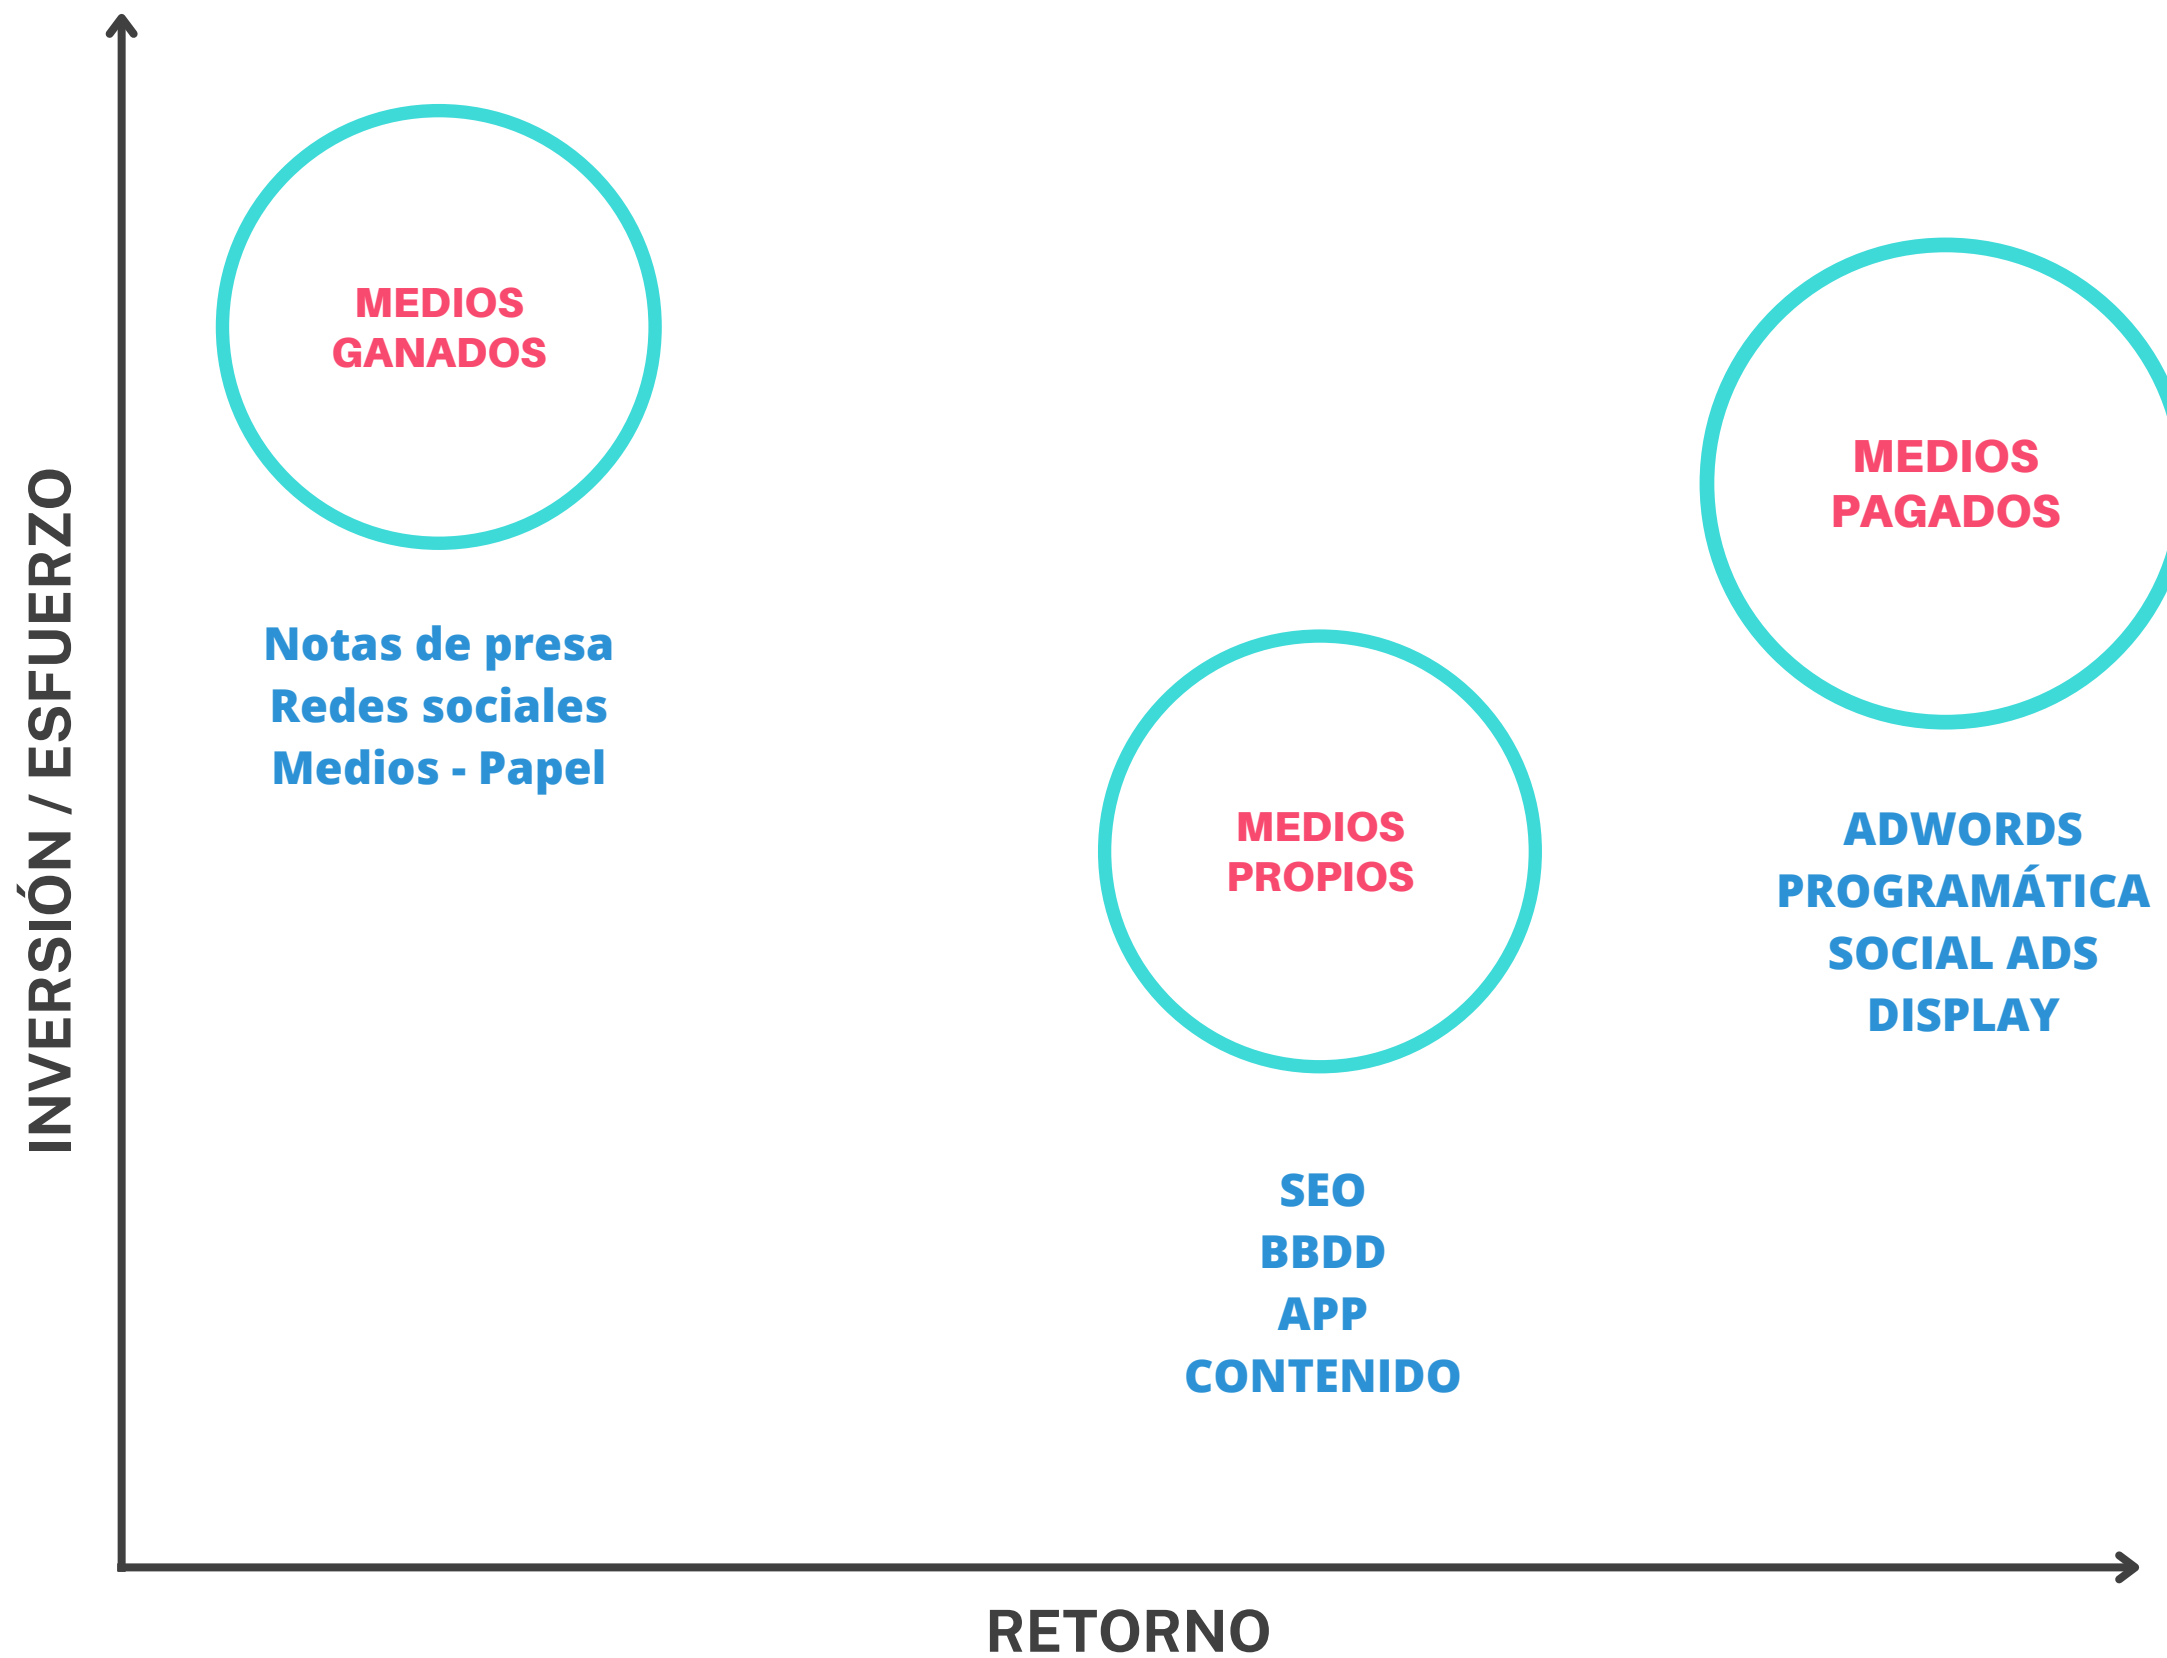 INVERSIÓN / ESFUERZO
MEDIOS
GANADOS
Notas de presa
Redes sociales
Medios - Papel
MEDIOS
PROPIOS
SEO
BBDD
APP
CONTENIDO
MEDIOS
PAGADOS
ADWORDS
PROGRAMÁTICA
SOCIAL ADS
DISPLAY
RETORNO